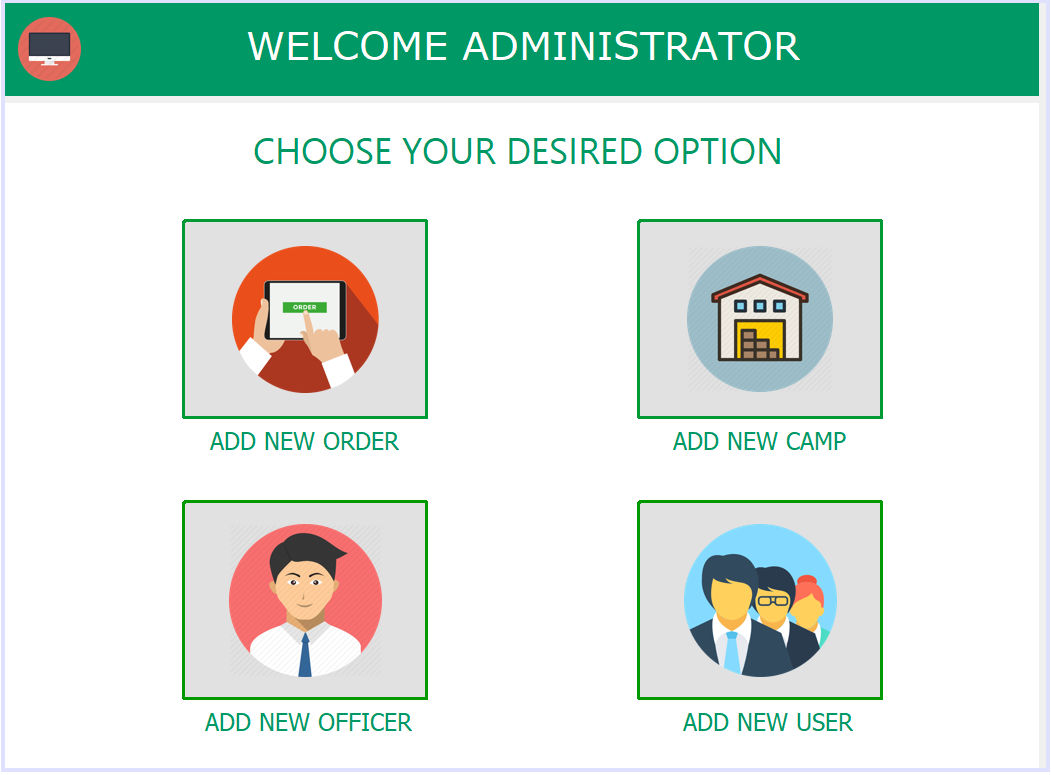 WELCOME ADMINISTRATOR
CHOOSE YOUR DESIRED OPTION
ORDER
ADD NEW ORDER
ADD NEW CAMP
ADD NEW OFFICER
ADD NEW USER